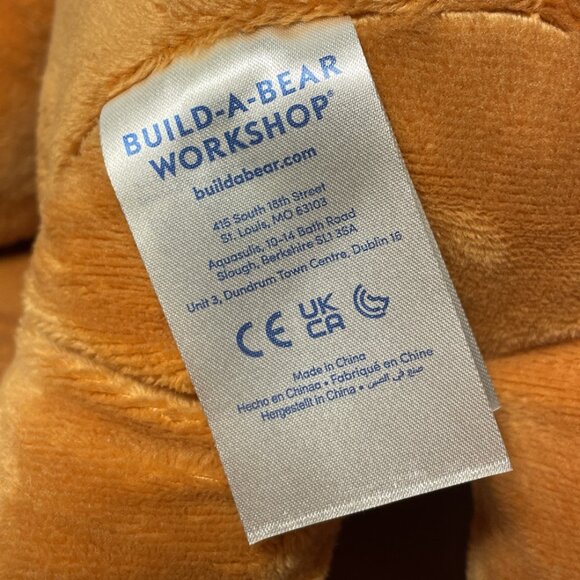 BUILD-A-BEAR
WORKSHOP®
buildabear.com
415 South 18th Street
St. Louis, MO 63103
Aquasulis, 10-14 Bath Road
Slough, Berkshire SL1 3SA
Unit 3, Dundrum Town Centre, Dublin 16
CE UK CA
Made in China
Hecho en Chinaa • Fabriqué en Chine
Hergestellt in China • صنع في الصين